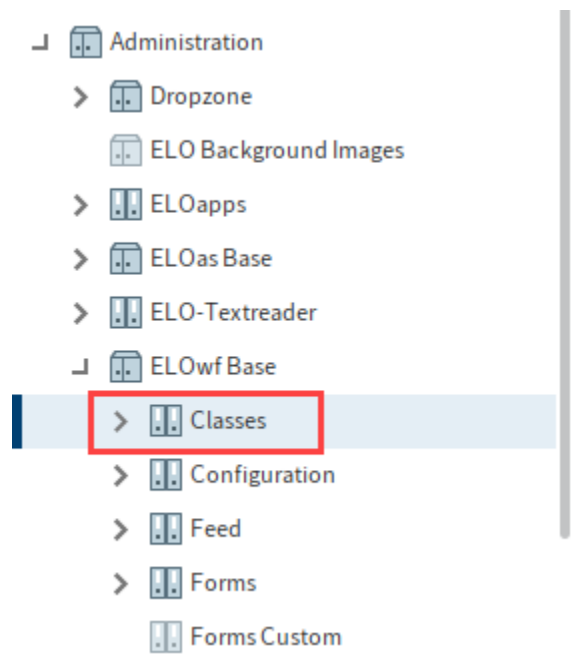 Administration
Dropzone
ELO Background Images
ELOapps
ELOas Base
ELO-Textreader
ELOwf Base
Classes
Configuration
Feed
Forms
Forms Custom